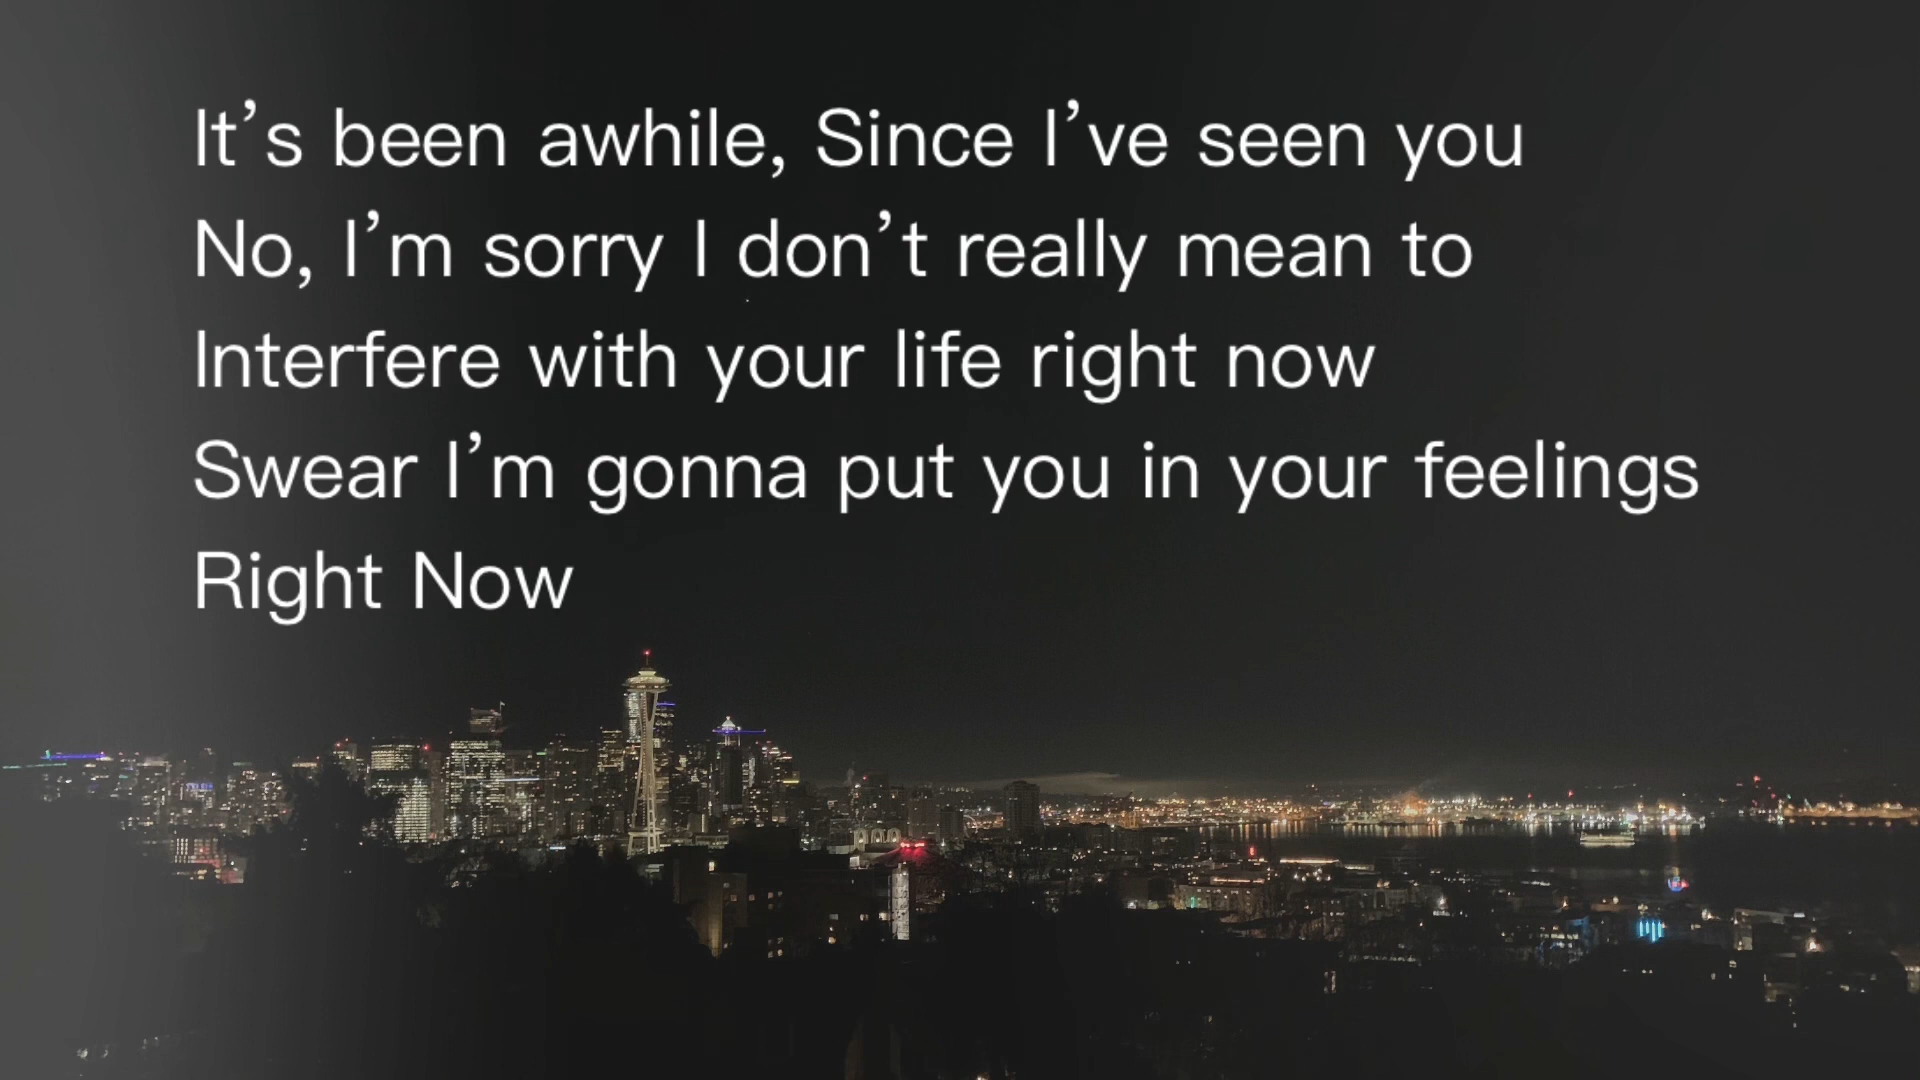 It’s been awhile, Since I’ve seen you
No, I’m sorry I don’t really mean to
Interfere with your life right now
Swear I’m gonna put you in your feelings
Right Now